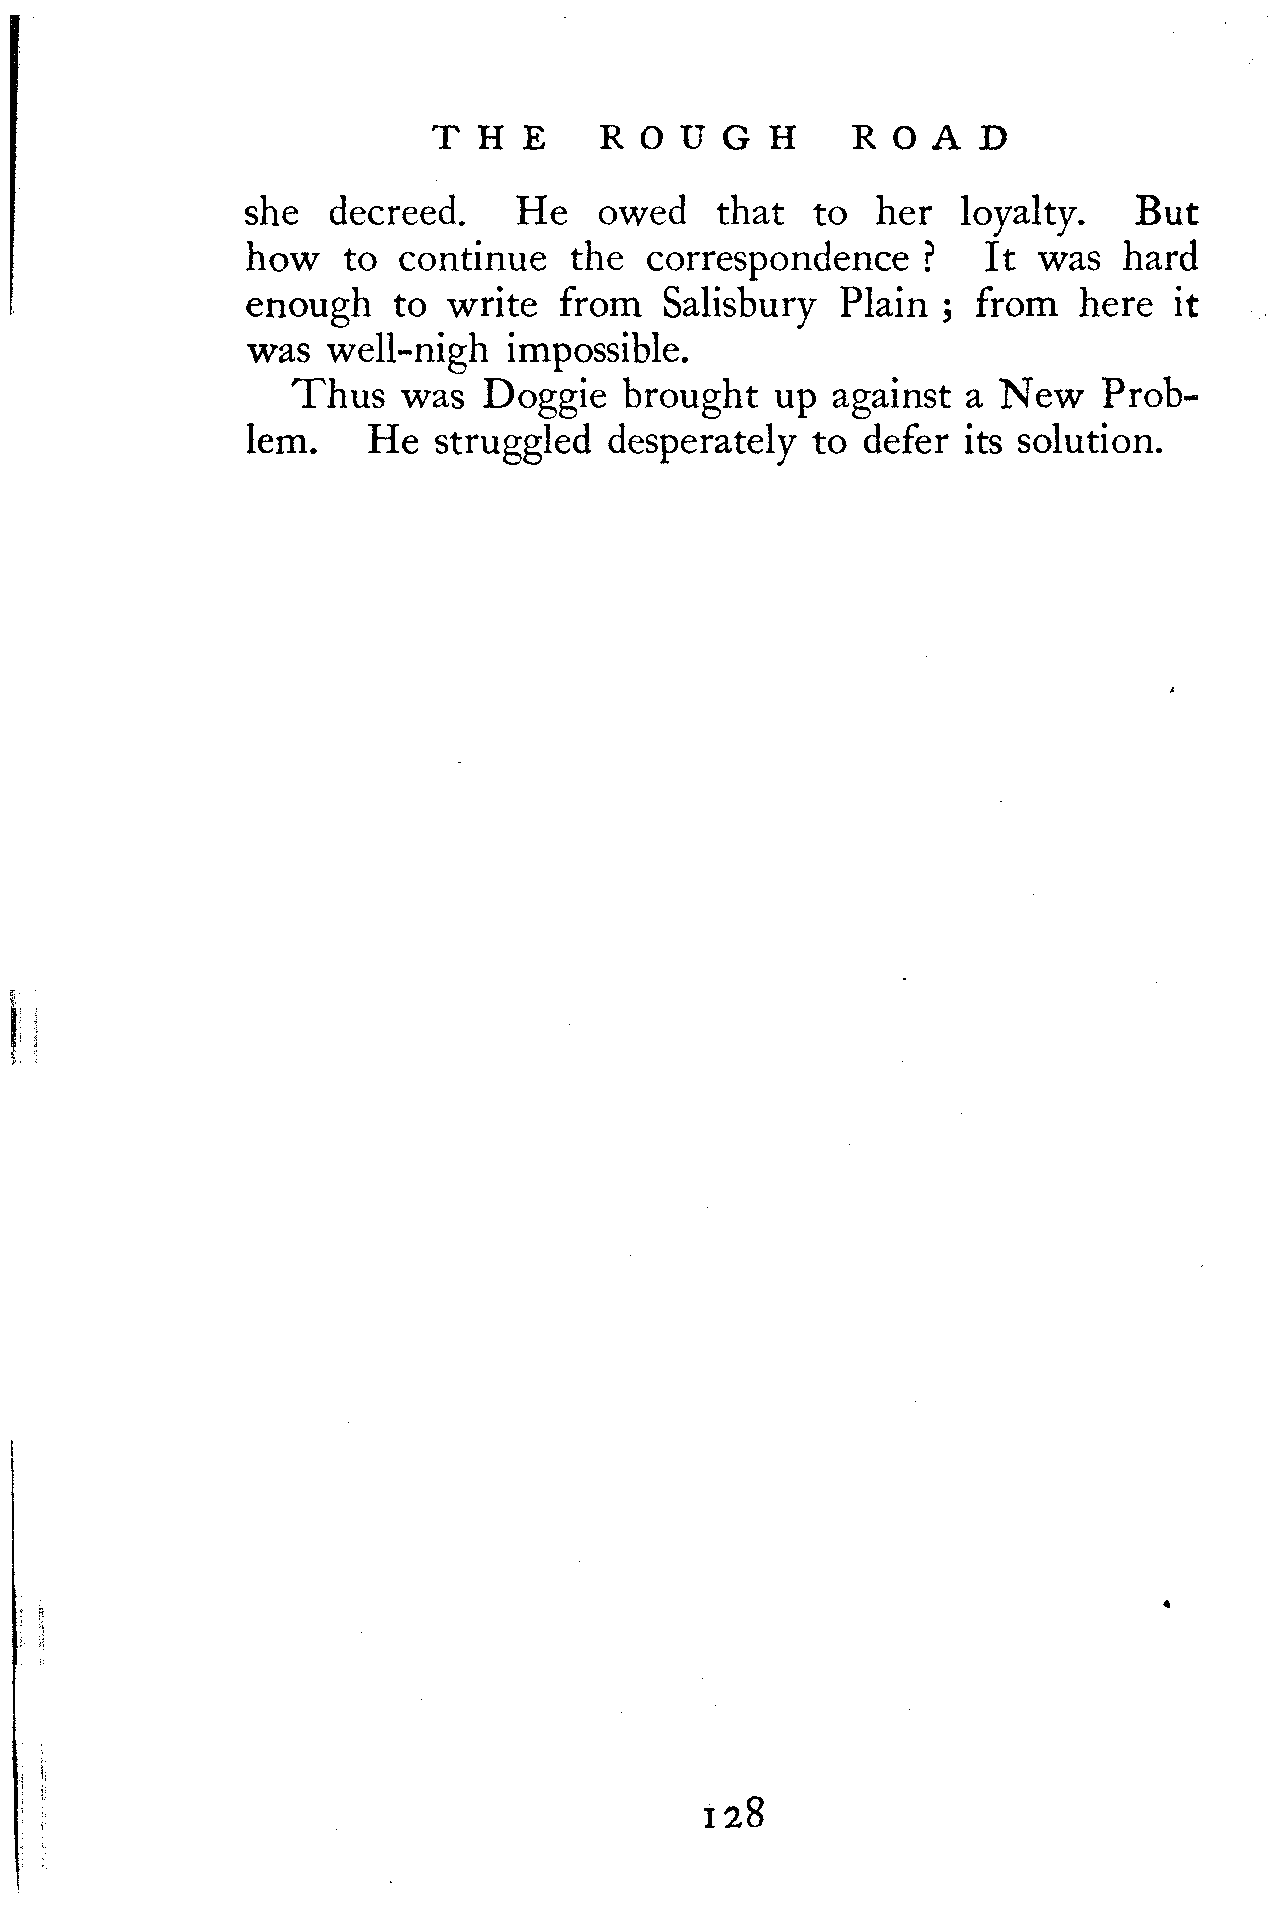 THE ROUGH ROAD
she decreed. He owed that to her loyalty. But
how to continue the correspondence ? It was hard
enough to write from Salisbury Plain ; from here it
was well-nigh impossible.
Thus was Doggie brought up against a New Prob-
lem. He struggled desperately to defer its solution.
128